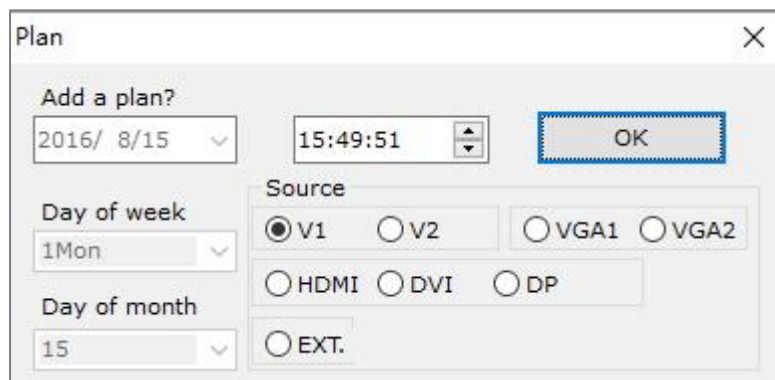 Plan
Add a plan?
2016/ 8/15 15:49:51 OK
Source
Day of week
V1 V2 VGA1 VGA2
1Mon
HDMI DVI DP
Day of month
15 EXT.